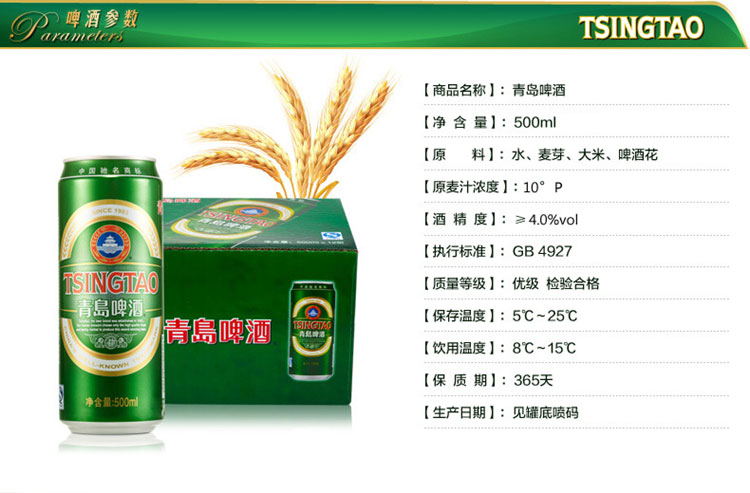 啤酒参数
Parameters
TSINGTAO
【商品名称】：青岛啤酒
【净 含 量】：500ml
【原 料】：水、麦芽、大米、啤酒花
【原麦汁浓度】：10°P
【酒 精 度】：≥4.0%vol
【执行标准】：GB 4927
【质量等级】：优级 检验合格
【保存温度】：5℃~25℃
【饮用温度】：8℃~15℃
【保 质 期】：365天
【生产日期】：见罐底喷码
中国驰名商标
SINCE 1903
TSINGTAO
青島啤酒
净含量:500ml
TSINGTAO
青島啤酒
TSINGTAO
青島啤酒